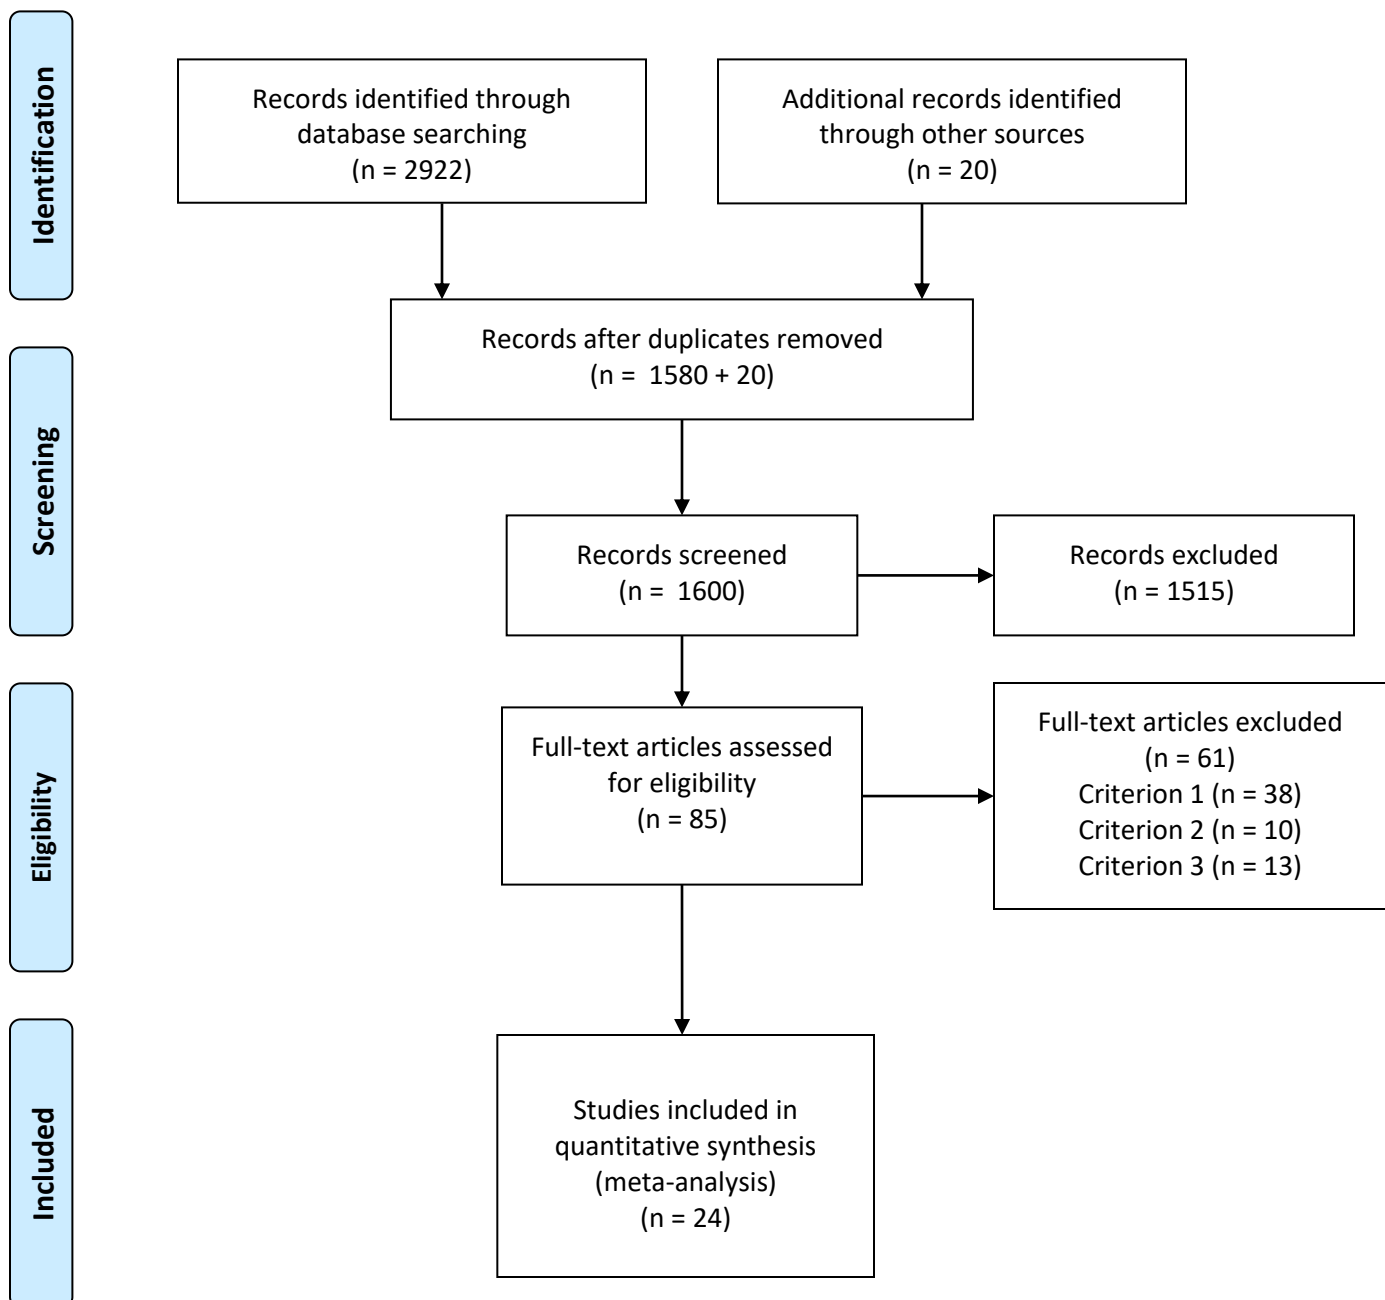 Identification
Records identified through
database searching
(n = 2922)
Additional records identified
through other sources
(n = 20)
Records after duplicates removed
(n =  1580 + 20)
Screening
Records screened
(n =  1600)
Records excluded
(n = 1515)
Eligibility
Full-text articles assessed
for eligibility
(n = 85)
Full-text articles excluded
(n = 61)
Criterion 1 (n = 38)
Criterion 2 (n = 10)
Criterion 3 (n = 13)
Included
Studies included in
quantitative synthesis
(meta-analysis)
(n = 24)